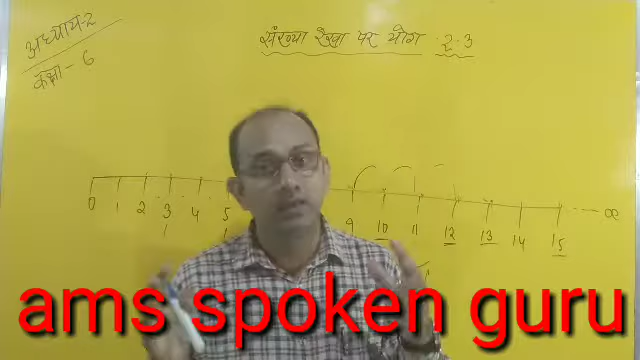 अध्याय-2
कक्षा - 6
संख्या रेखा पर योग 2.3
0 1 2 3 4 5 9 10 11 12 13 14 15 ∞
ams spoken guru